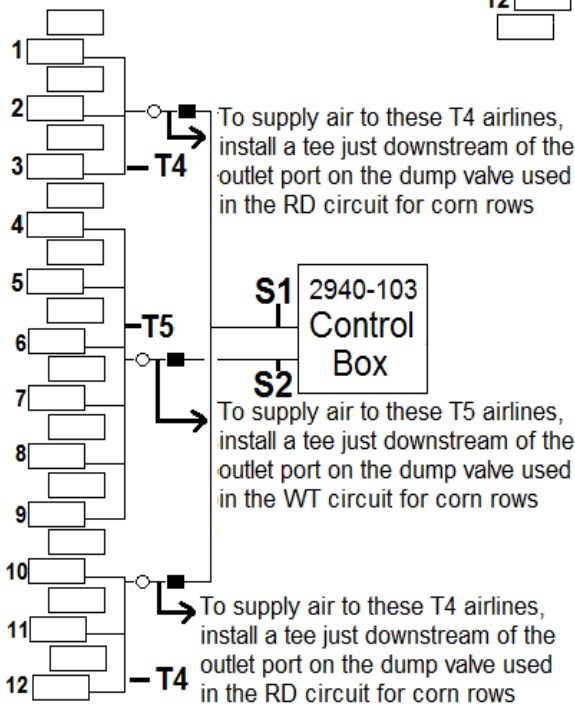 12
1
2
3
T4
To supply air to these T4 airlines,
install a tee just downstream of the
outlet port on the dump valve used
in the RD circuit for corn rows
4
5
6
7
8
9
T5
S1
S2
2940-103
Control
Box
To supply air to these T5 airlines,
install a tee just downstream of the
outlet port on the dump valve used
in the WT circuit for corn rows
10
11
12
T4
To supply air to these T4 airlines,
install a tee just downstream of the
outlet port on the dump valve used
in the RD circuit for corn rows